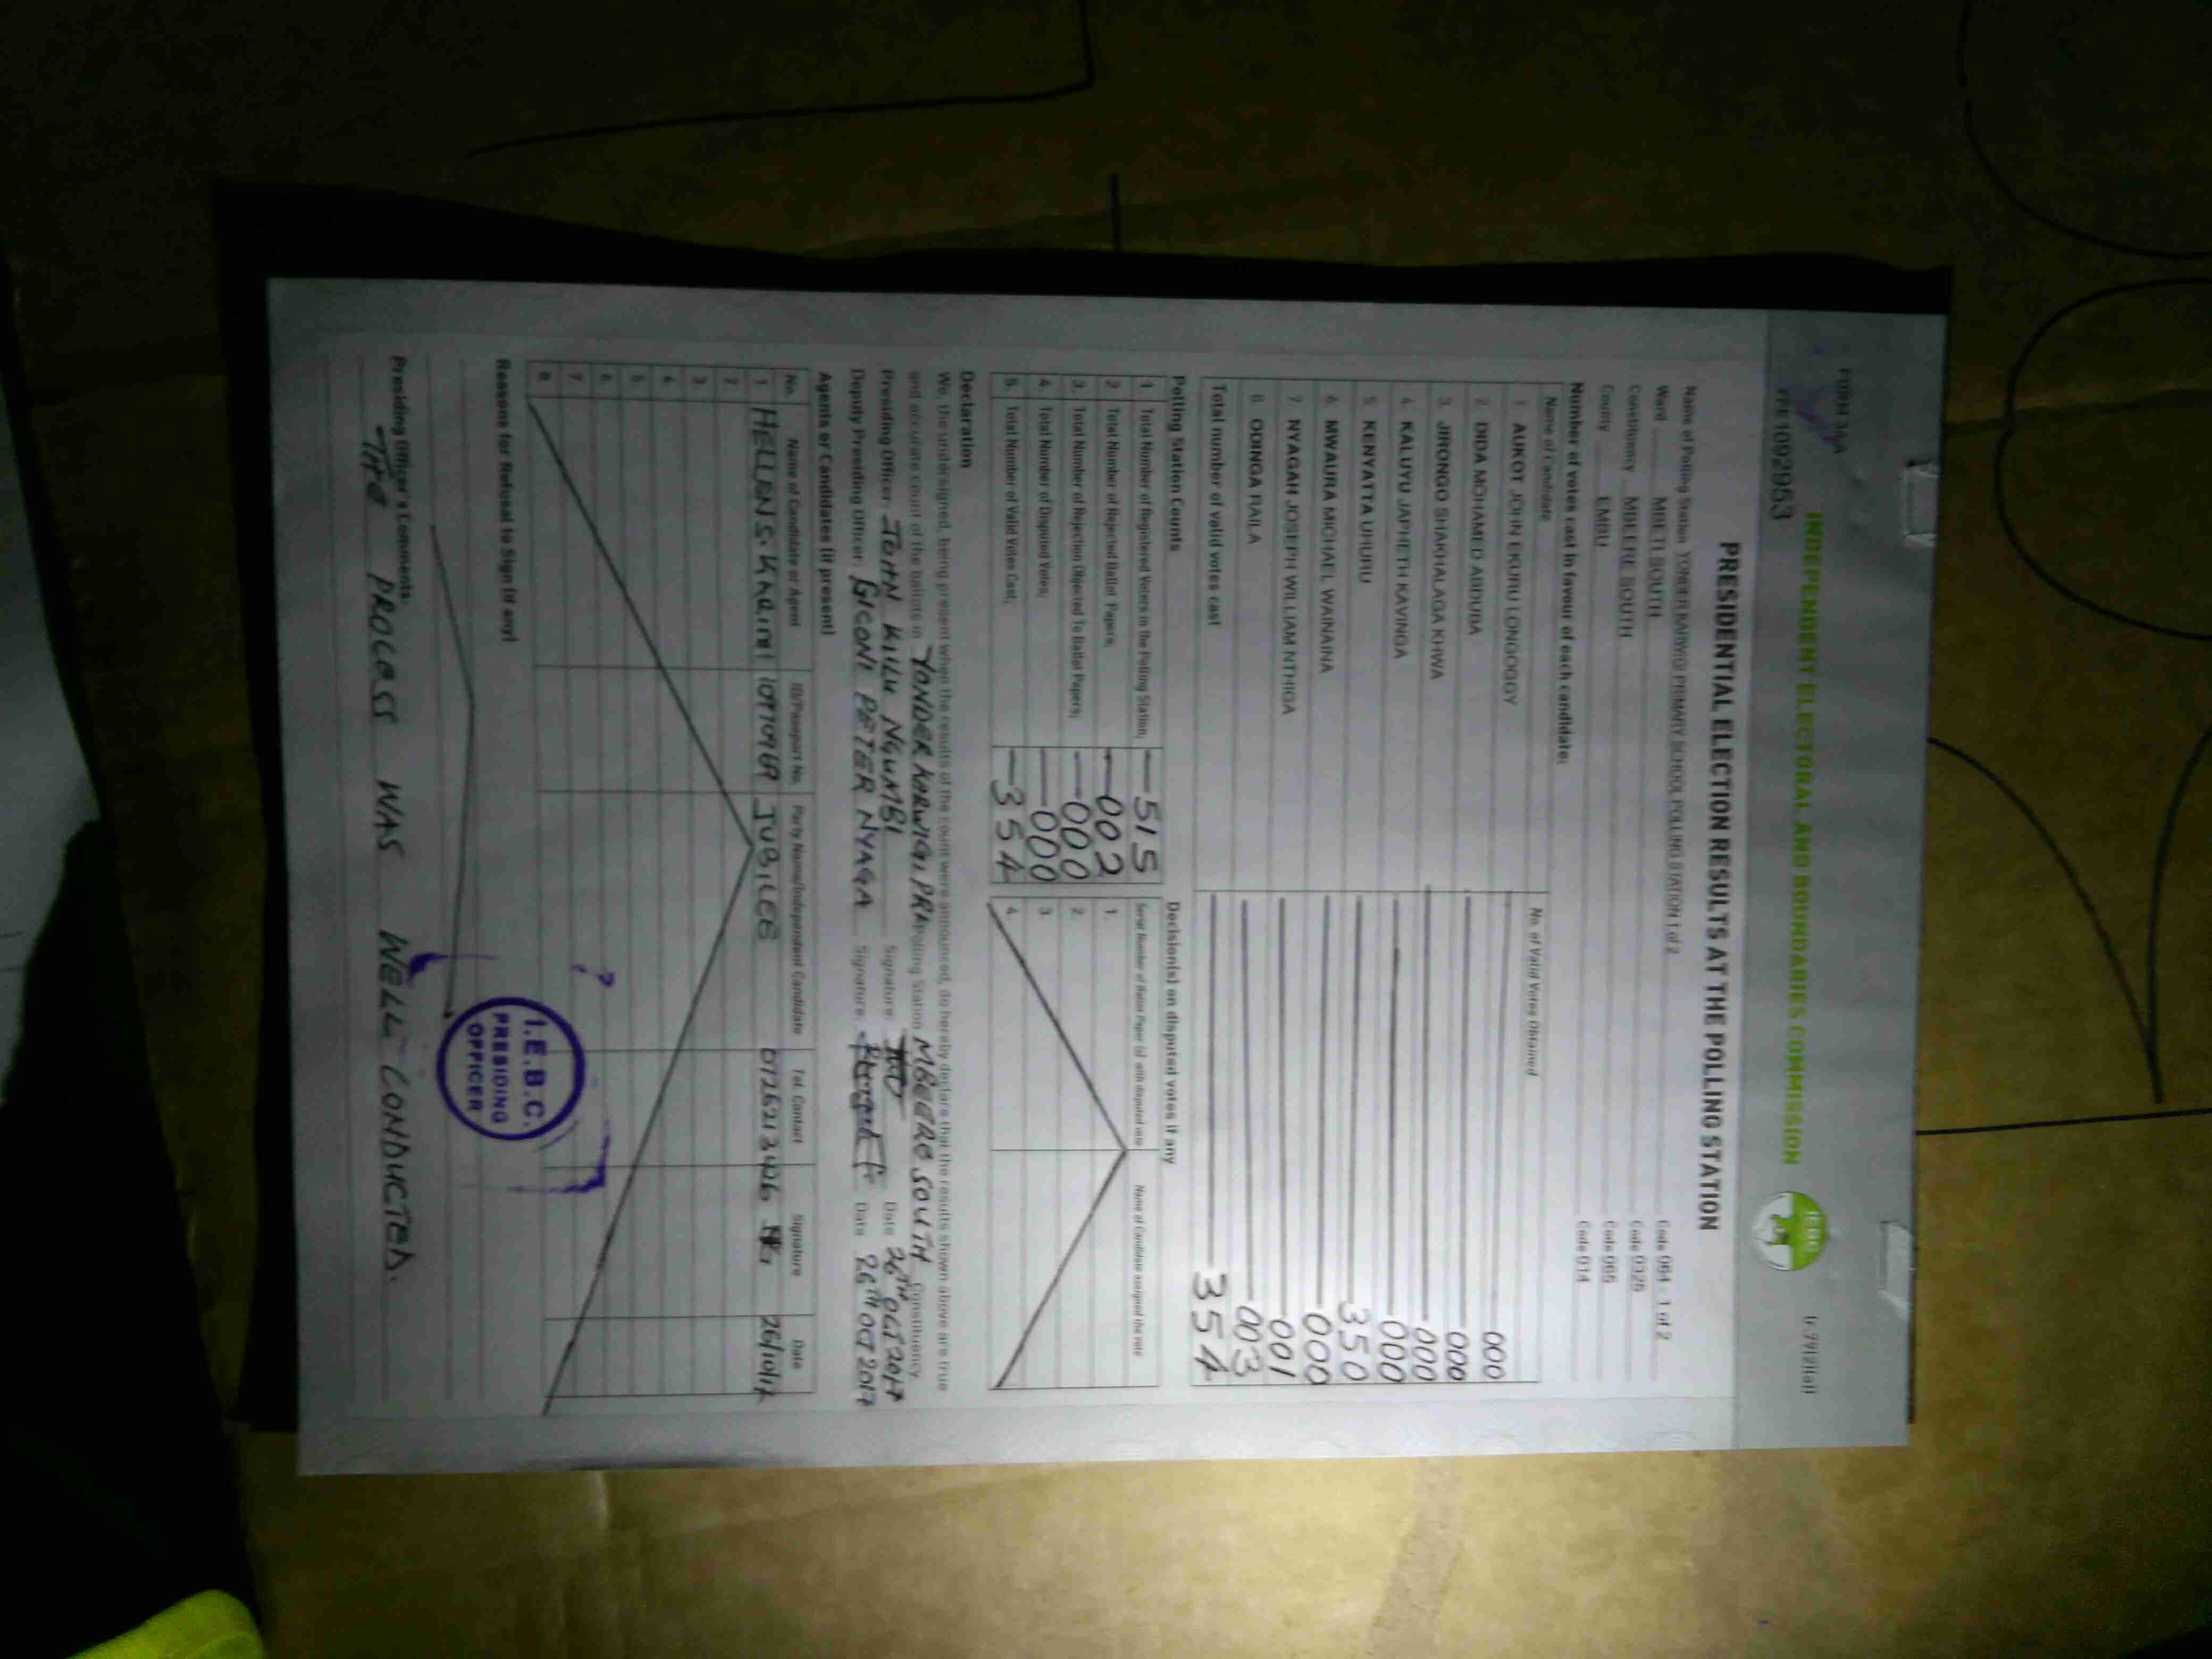 FORM 34A
r. 79(2)(a)
INDEPENDENT ELECTORAL AND BOUNDARIES COMMISSION
IEBC
PRE1092953
PRESIDENTIAL ELECTION RESULTS AT THE POLLING STATION
Name of Polling Station YONDER KARWIGI PRIMARY SCHOOL POLLING STATION 1 of 2 Code 064 - 1 of 2
Ward MBETI SOUTH Code 0325
Constituency MBEERE SOUTH Code 065
County EMBU Code 014
Number of votes cast in favour of each candidate:
Name of Candidate No. of Valid Votes Obtained
1. AUKOT JOHN EKURU LONGOGGY 000
2. DIDA MOHAMED ABDUBA 000
3. JIRONGO SHAKHALAGA KHWA 000
4. KALUYU JAPHETH KAVINGA 000
5. KENYATTA UHURU 350
6. MWAURA MICHAEL WAINAINA 000
7. NYAGAH JOSEPH WILLIAM NTHIGA 001
8. ODINGA RAILA 003
Total number of valid votes cast 354
Polling Station Counts
1. Total Number of Registered Voters in the Polling Station; 515
2. Total Number of Rejected Ballot Papers; 002
3. Total Number of Rejection Objected To Ballot Papers; 000
4. Total Number of Disputed Votes; 000
5. Total Number of Valid Votes Cast; 354
Decision(s) on disputed votes if any
Serial Number of Ballot Paper (s) with disputed vote Name of Candidate assigned the vote
1.
2
3
4.
Declaration
We, the undersigned, being present when the results of the count were announced, do hereby declare that the results shown above are true
and accurate count of the ballots in YONDER KARWIGI PRI Polling Station MBEERE SOUTH Constituency.
Presiding Officer: JOHN KILLU NGUMBI Signature: Date 26TH OCT 2017
Deputy Presiding Officer: GICONI PETER NYAGA Signature: Date 26TH OCT 2017
Agents or Candidates (if present)
No. Name of Candidate or Agent ID/Passport No. Party Name/Independent Candidate Tel. Contact Signature Date
1 HELLEN S. JUBILEE 26/10/17
2.
3.
4.
5.
6.
7.
8.
Reasons for Refusal to Sign (if any)
I.E.B.C.
PRESIDING
OFFICER
Presiding Officer's Comments:
THE PROCESS WAS WELL CONDUCTED.